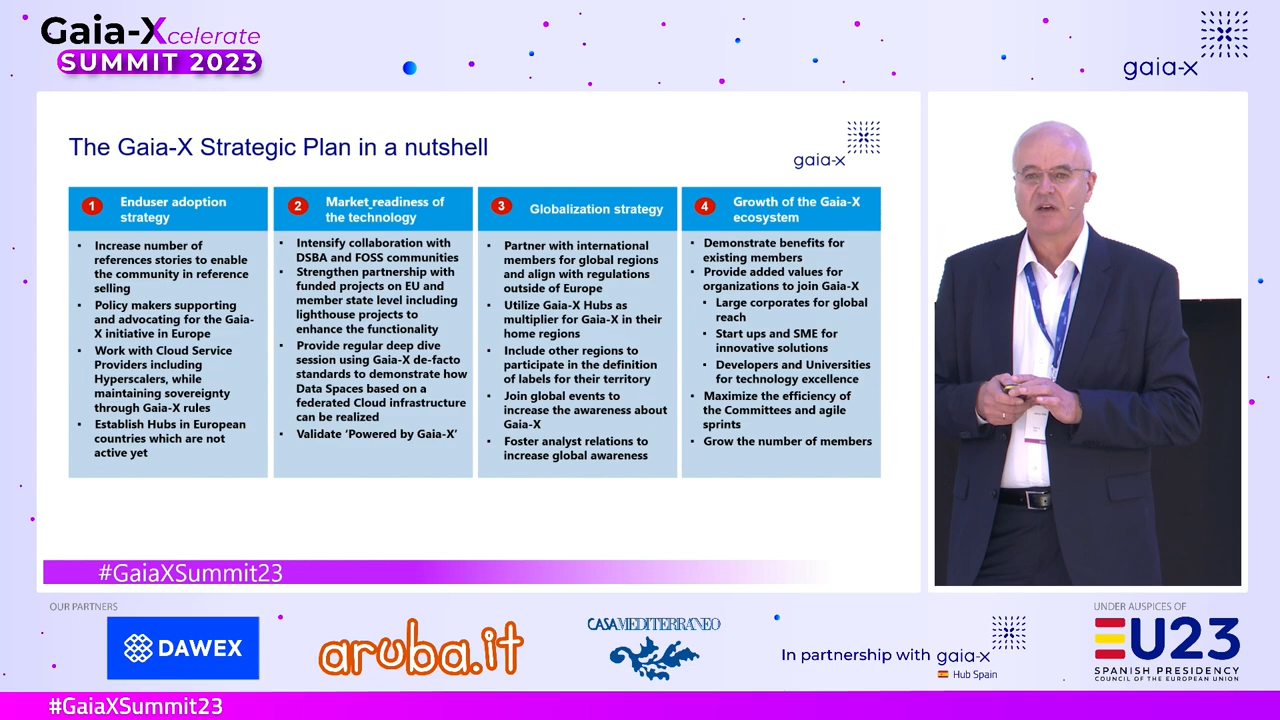 Gaia-Xcelerate
SUMMIT 2023
gaia-x
The Gaia-X Strategic Plan in a nutshell
gaia-x
1 Enduser adoption
strategy
▪ Increase number of
references stories to enable
the community in reference
selling
▪ Policy makers supporting
and advocating for the Gaia-
X initiative in Europe
▪ Work with Cloud Service
Providers including
Hyperscalers, while
maintaining sovereignty
through Gaia-X rules
▪ Establish Hubs in European
countries which are not
active yet
2 Market readiness of
the technology
▪ Intensify collaboration with
DSBA and FOSS communities
▪ Strengthen partnership with
funded projects on EU and
member state level including
lighthouse projects to
enhance the functionality
▪ Provide regular deep dive
session using Gaia-X de-facto
standards to demonstrate how
Data Spaces based on a
federated Cloud infrastructure
can be realized
▪ Validate ‘Powered by Gaia-X’
3 Globalization strategy
▪ Partner with international
members for global regions
and align with regulations
outside of Europe
▪ Utilize Gaia-X Hubs as
multiplier for Gaia-X in their
home regions
▪ Include other regions to
participate in the definition
of labels for their territory
▪ Join global events to
increase the awareness about
Gaia-X
▪ Foster analyst relations to
increase global awareness
4 Growth of the Gaia-X
ecosystem
▪ Demonstrate benefits for
existing members
▪ Provide added values for
organizations to join Gaia-X
▪ Large corporates for global
reach
▪ Start ups and SME for
innovative solutions
▪ Developers and Universities
for technology excellence
▪ Maximize the efficiency of
the Committees and agile
sprints
▪ Grow the number of members
#GaiaXSummit23
OUR PARTNERS
DAWEX
aruba.it
CASAMEDITERRANEO
In partnership with gaia-x
Hub Spain
UNDER AUSPICES OF
EU23
SPANISH PRESIDENCY
COUNCIL OF THE EUROPEAN UNION
#GaiaXSummit23